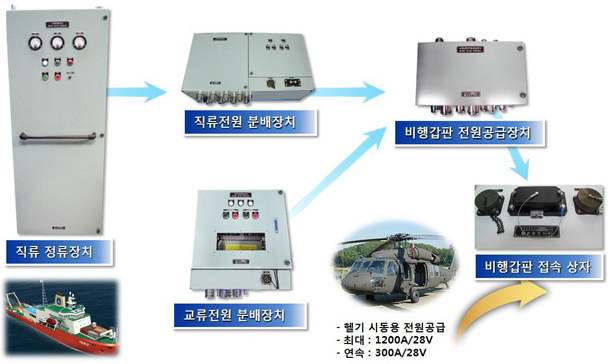 직류전원 분배장치
비행갑판 전원공급장치
직류 정류장치
비행갑판 접속 상자
교류전원 분배장치
- 헬기 시동용 전원공급
- 최대 : 1200A/28V
- 연속 : 300A/28V